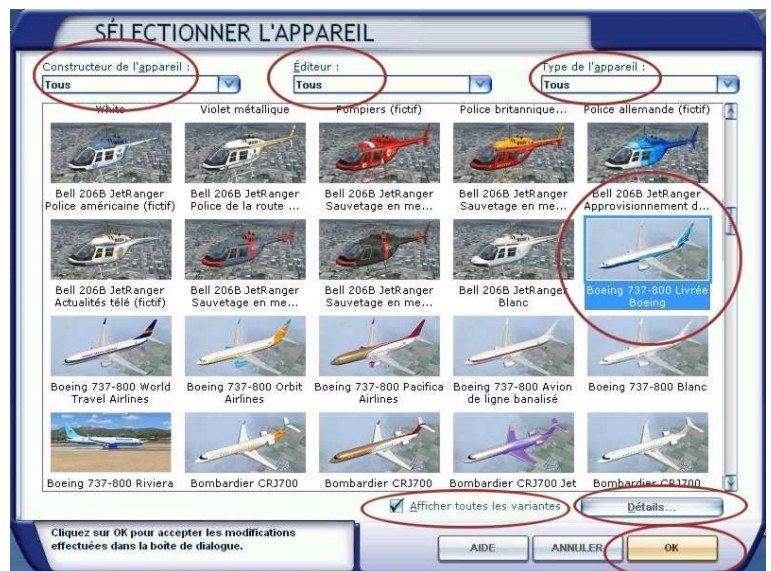 SÉLECTIONNER L'APPAREIL
Constructeur de l'appareil :
Éditeur :
Type de l'appareil :
Tous
Tous
Tous
White
Violet métallique
Pompiers (fictif)
Police britannique...
Police allemande (fictif)
Bell 206B JetRanger
Police américaine (fictif)
Bell 206B JetRanger
Police de la route ...
Bell 206B JetRanger
Sauvetage en me...
Bell 206B JetRanger
Sauvetage en me...
Bell 206B JetRanger
Approvisionnement d...
Bell 206B JetRanger
Actualités télé (fictif)
Bell 206B JetRanger
Sauvetage en me...
Bell 206B JetRanger
Sauvetage en me...
Bell 206B JetRanger
Blanc
Boeing 737-800 Livrée
Boeing
Boeing 737-800 World
Travel Airlines
Boeing 737-800 Orbit
Airlines
Boeing 737-800 Pacifica
Airlines
Boeing 737-800 Avion
de ligne banalisé
Boeing 737-800 Blanc
Boeing 737-800 Riviera
Bombardier CRJ700
Bombardier CRJ700
Bombardier CRJ700 Jet
Bombardier CRJ700
Afficher toutes les variantes
Détails...
Cliquez sur OK pour accepter les modifications
effectuées dans la boîte de dialogue.
AIDE
ANNULER
OK